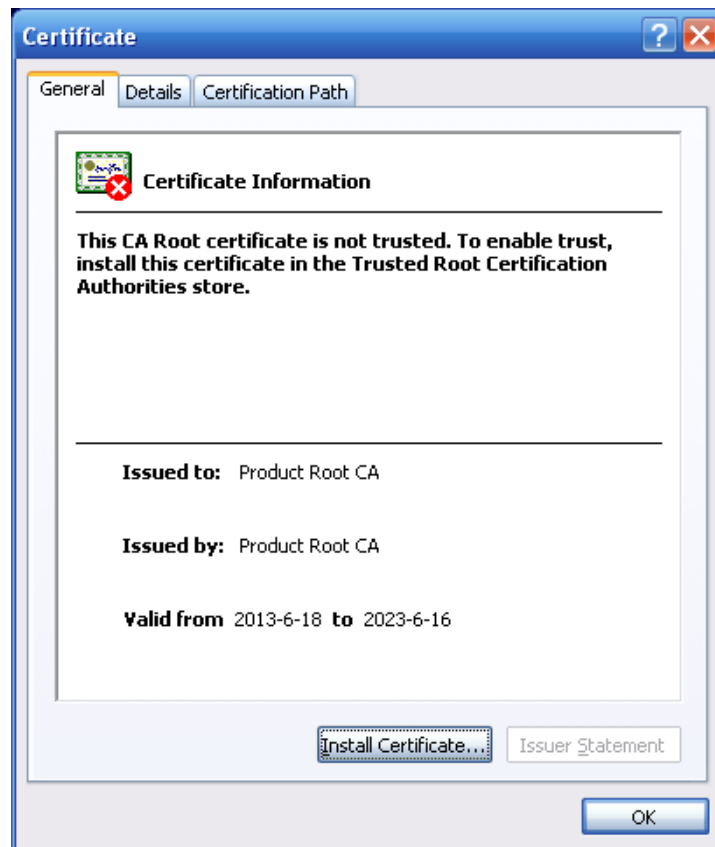 Certificate
General Details Certification Path
Certificate Information
This CA Root certificate is not trusted. To enable trust,
install this certificate in the Trusted Root Certification
Authorities store.
Issued to: Product Root CA
Issued by: Product Root CA
Valid from 2013-6-18 to 2023-6-16
Install Certificate... Issuer Statement
OK